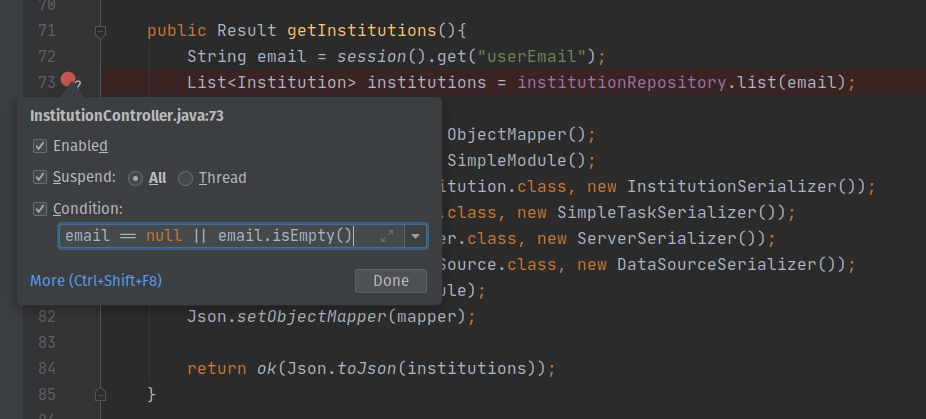 70
71 public Result getInstitutions(){
72 String email = session().get("userEmail");
73 ? List<Institution> institutions = institutionRepository.list(email);
InstitutionController.java:73
Enabled
ObjectMapper();
Suspend: All Thread
SimpleModule();
itution.class, new InstitutionSerializer());
Condition:
.class, new SimpleTaskSerializer());
email == null || email.isEmpty()
er.class, new ServerSerializer());
Source.class, new DataSourceSerializer());
More (Ctrl+Shift+F8) Done
ule);
82 Json.setObjectMapper(mapper);
83
84 return ok(Json.toJson(institutions));
85 }